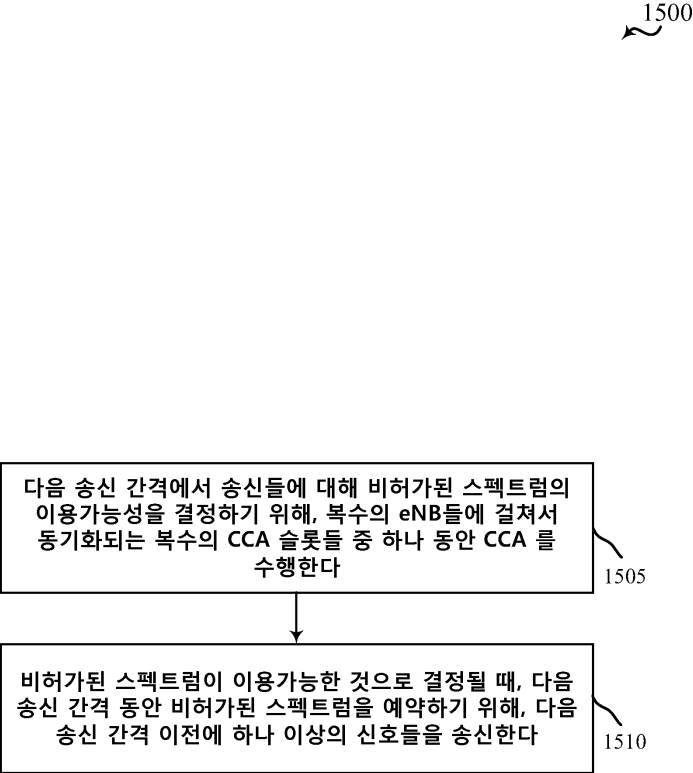 1500
다음 송신 간격에서 송신들에 대해 비허가된 스펙트럼의
이용가능성을 결정하기 위해, 복수의 eNB들에 걸쳐서
동기화되는 복수의 CCA 슬롯들 중 하나 동안 CCA 를
수행한다
1505
비허가된 스펙트럼이 이용가능한 것으로 결정될 때, 다음
송신 간격 동안 비허가된 스펙트럼을 예약하기 위해, 다음
송신 간격 이전에 하나 이상의 신호들을 송신한다
1510